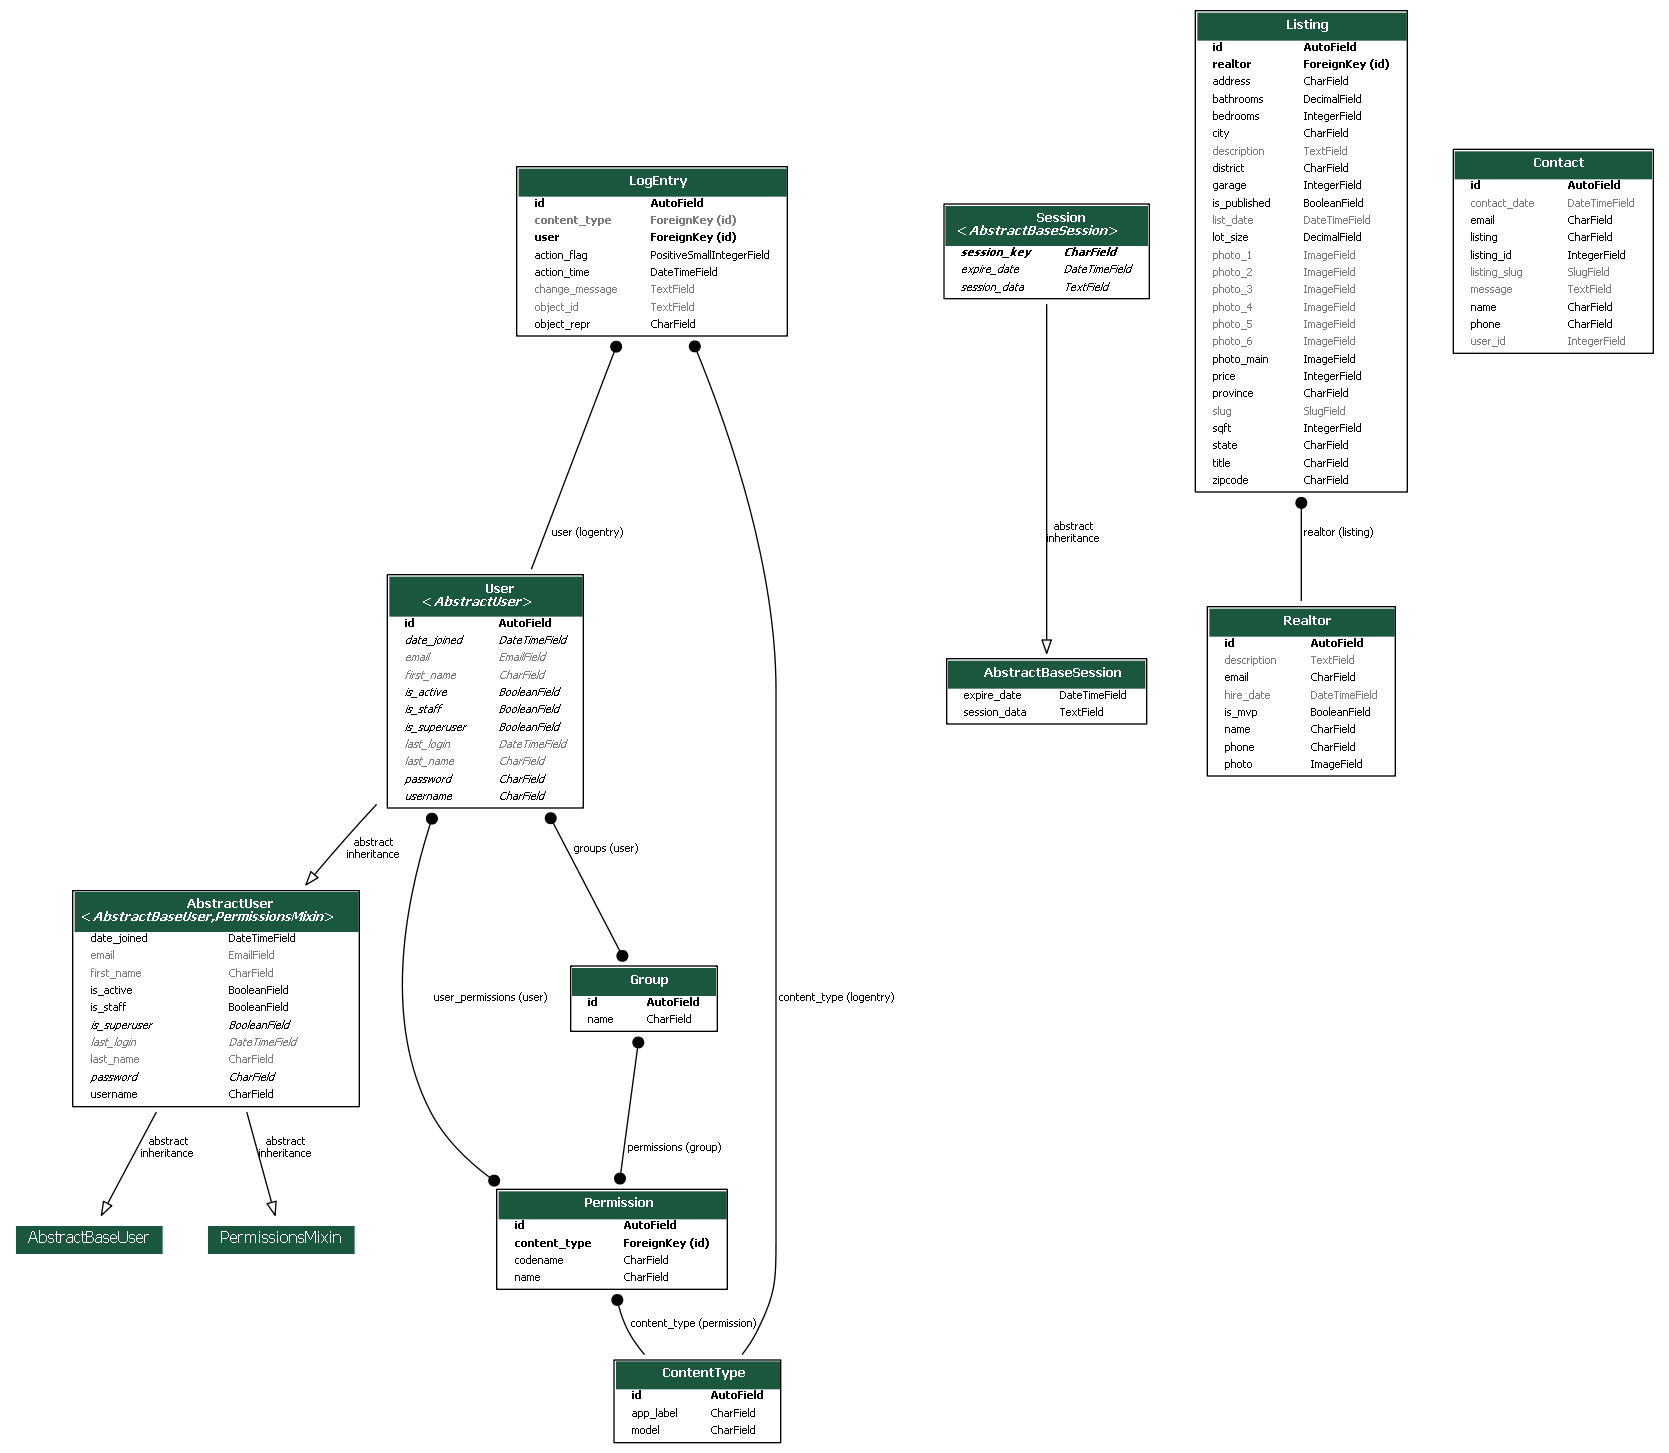 Listing
id AutoField
realtor ForeignKey (id)
address CharField
bathrooms DecimalField
bedrooms IntegerField
city CharField
description TextField
district CharField
garage IntegerField
is_published BooleanField
list_date DateTimeField
lot_size DecimalField
photo_1 ImageField
photo_2 ImageField
photo_3 ImageField
photo_4 ImageField
photo_5 ImageField
photo_6 ImageField
photo_main ImageField
price IntegerField
province CharField
slug SlugField
sqft IntegerField
state CharField
title CharField
zipcode CharField
Contact
id AutoField
contact_date DateTimeField
email CharField
listing CharField
listing_id IntegerField
listing_slug SlugField
message TextField
name CharField
phone CharField
user_id IntegerField
LogEntry
id AutoField
content_type ForeignKey (id)
user ForeignKey (id)
action_flag PositiveSmallIntegerField
action_time DateTimeField
change_message TextField
object_id TextField
object_repr CharField
Session
<AbstractBaseSession>
session_key CharField
expire_date DateTimeField
session_data TextField
user (logentry)
abstract
inheritance
realtor (listing)
User
<AbstractUser>
id AutoField
date_joined DateTimeField
email EmailField
first_name CharField
is_active BooleanField
is_staff BooleanField
is_superuser BooleanField
last_login DateTimeField
last_name CharField
password CharField
username CharField
AbstractBaseSession
expire_date DateTimeField
session_data TextField
Realtor
id AutoField
description TextField
email CharField
hire_date DateTimeField
is_mvp BooleanField
name CharField
phone CharField
photo ImageField
abstract
inheritance
groups (user)
AbstractUser
<AbstractBaseUser,PermissionsMixin>
date_joined DateTimeField
email EmailField
first_name CharField
is_active BooleanField
is_staff BooleanField
is_superuser BooleanField
last_login DateTimeField
last_name CharField
password CharField
username CharField
user_permissions (user)
Group
id AutoField
name CharField
content_type (logentry)
abstract
inheritance
abstract
inheritance
permissions (group)
AbstractBaseUser
PermissionsMixin
Permission
id AutoField
content_type ForeignKey (id)
codename CharField
name CharField
content_type (permission)
ContentType
id AutoField
app_label CharField
model CharField